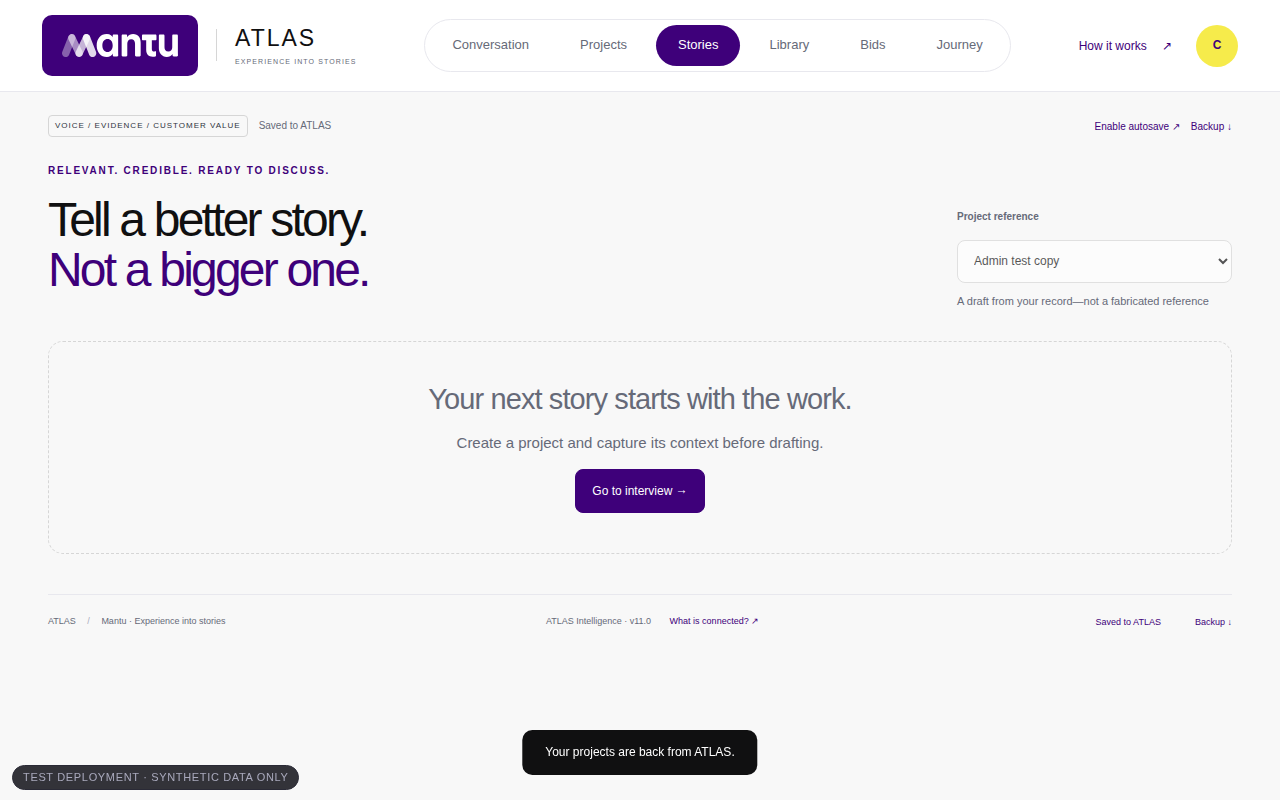 mantu
ATLAS
EXPERIENCE INTO STORIES
Conversation
Projects
Stories
Library
Bids
Journey
How it works ↗
C
VOICE / EVIDENCE / CUSTOMER VALUE
Saved to ATLAS
Enable autosave ↗
Backup ↓
RELEVANT. CREDIBLE. READY TO DISCUSS.
Tell a better story.
Not a bigger one.
Project reference
Admin test copy
A draft from your record—not a fabricated reference
Your next story starts with the work.
Create a project and capture its context before drafting.
Go to interview →
ATLAS / Mantu · Experience into stories
ATLAS Intelligence · v11.0
What is connected? ↗
Saved to ATLAS
Backup ↓
Your projects are back from ATLAS.
TEST DEPLOYMENT · SYNTHETIC DATA ONLY